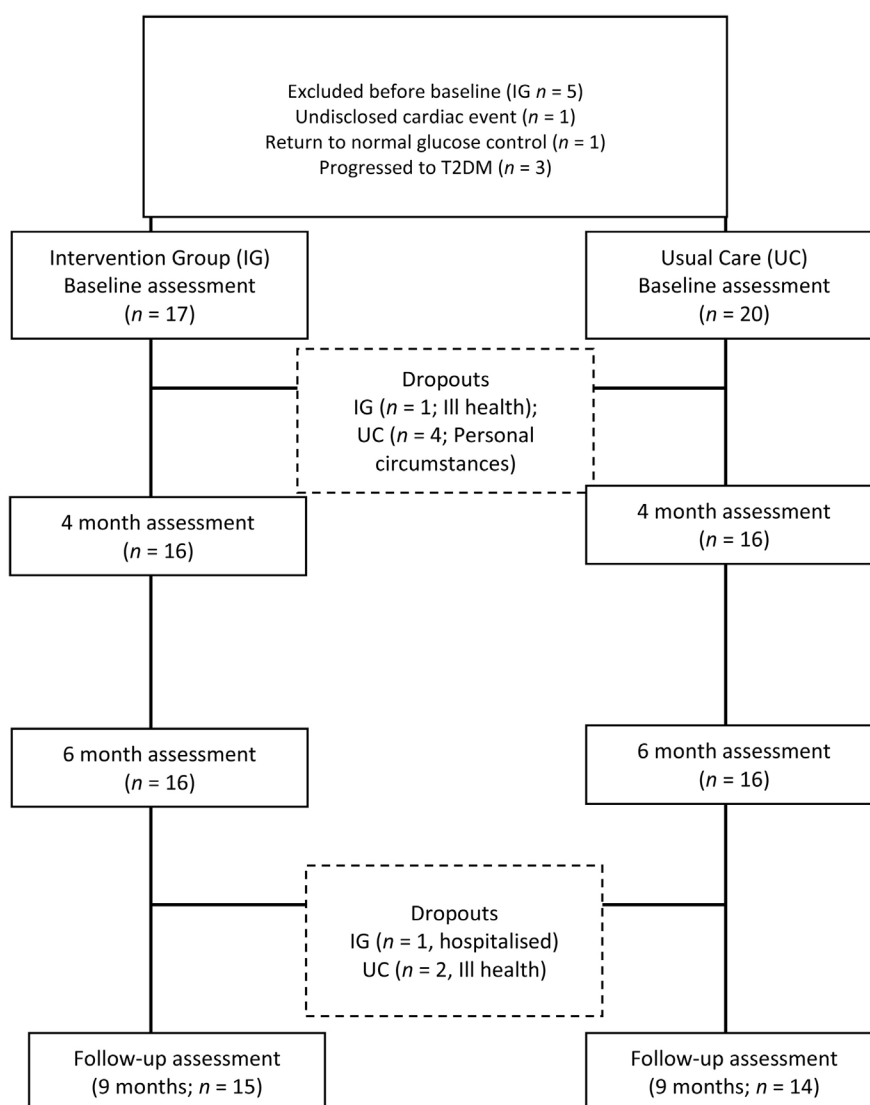 Excluded before baseline (IG n = 5)
Undisclosed cardiac event (n = 1)
Return to normal glucose control (n = 1)
Progressed to T2DM (n = 3)
Intervention Group (IG)
Baseline assessment
(n = 17)
Usual Care (UC)
Baseline assessment
(n = 20)
Dropouts
IG (n = 1; Ill health);
UC (n = 4; Personal
circumstances)
4 month assessment
(n = 16)
4 month assessment
(n = 16)
6 month assessment
(n = 16)
6 month assessment
(n = 16)
Dropouts
IG (n = 1, hospitalised)
UC (n = 2, Ill health)
Follow-up assessment
(9 months; n = 15)
Follow-up assessment
(9 months; n = 14)